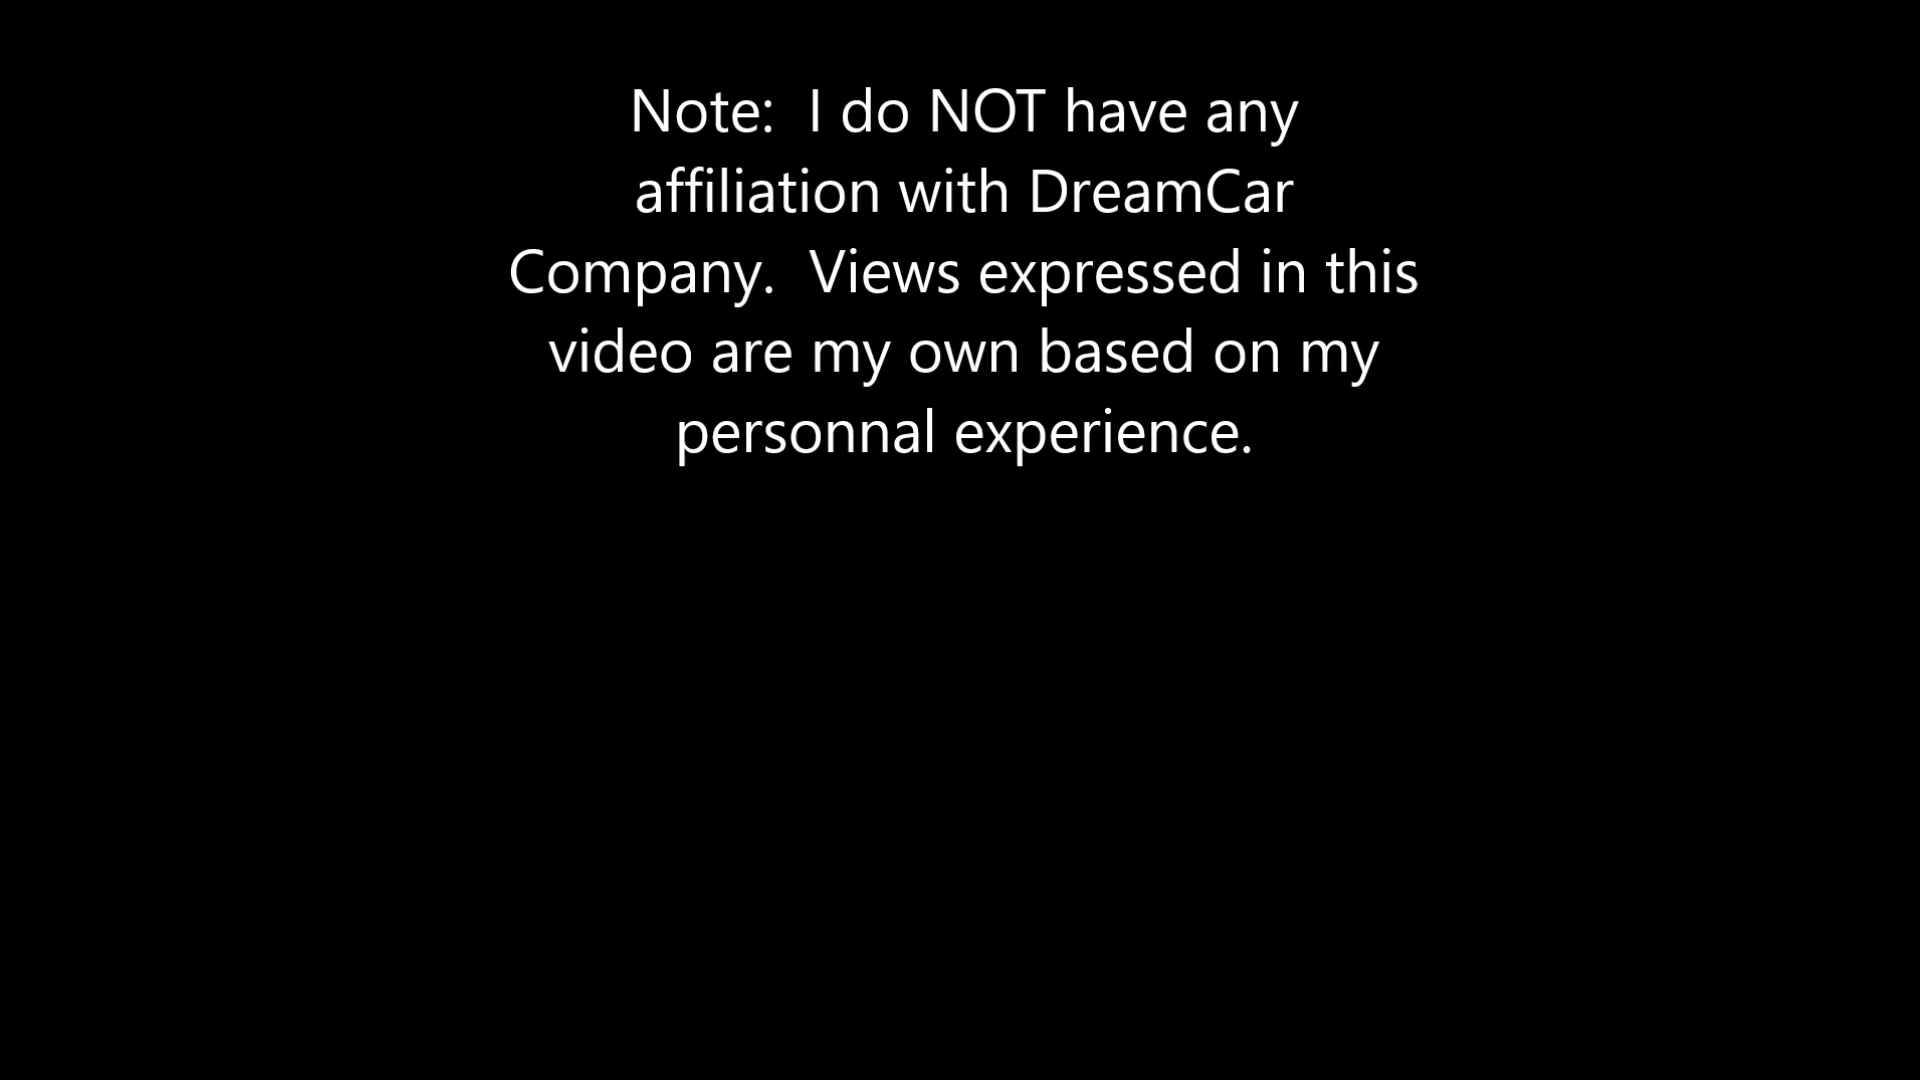 Note:  I do NOT have any
affiliation with DreamCar
Company.  Views expressed in this
video are my own based on my
personnal experience.